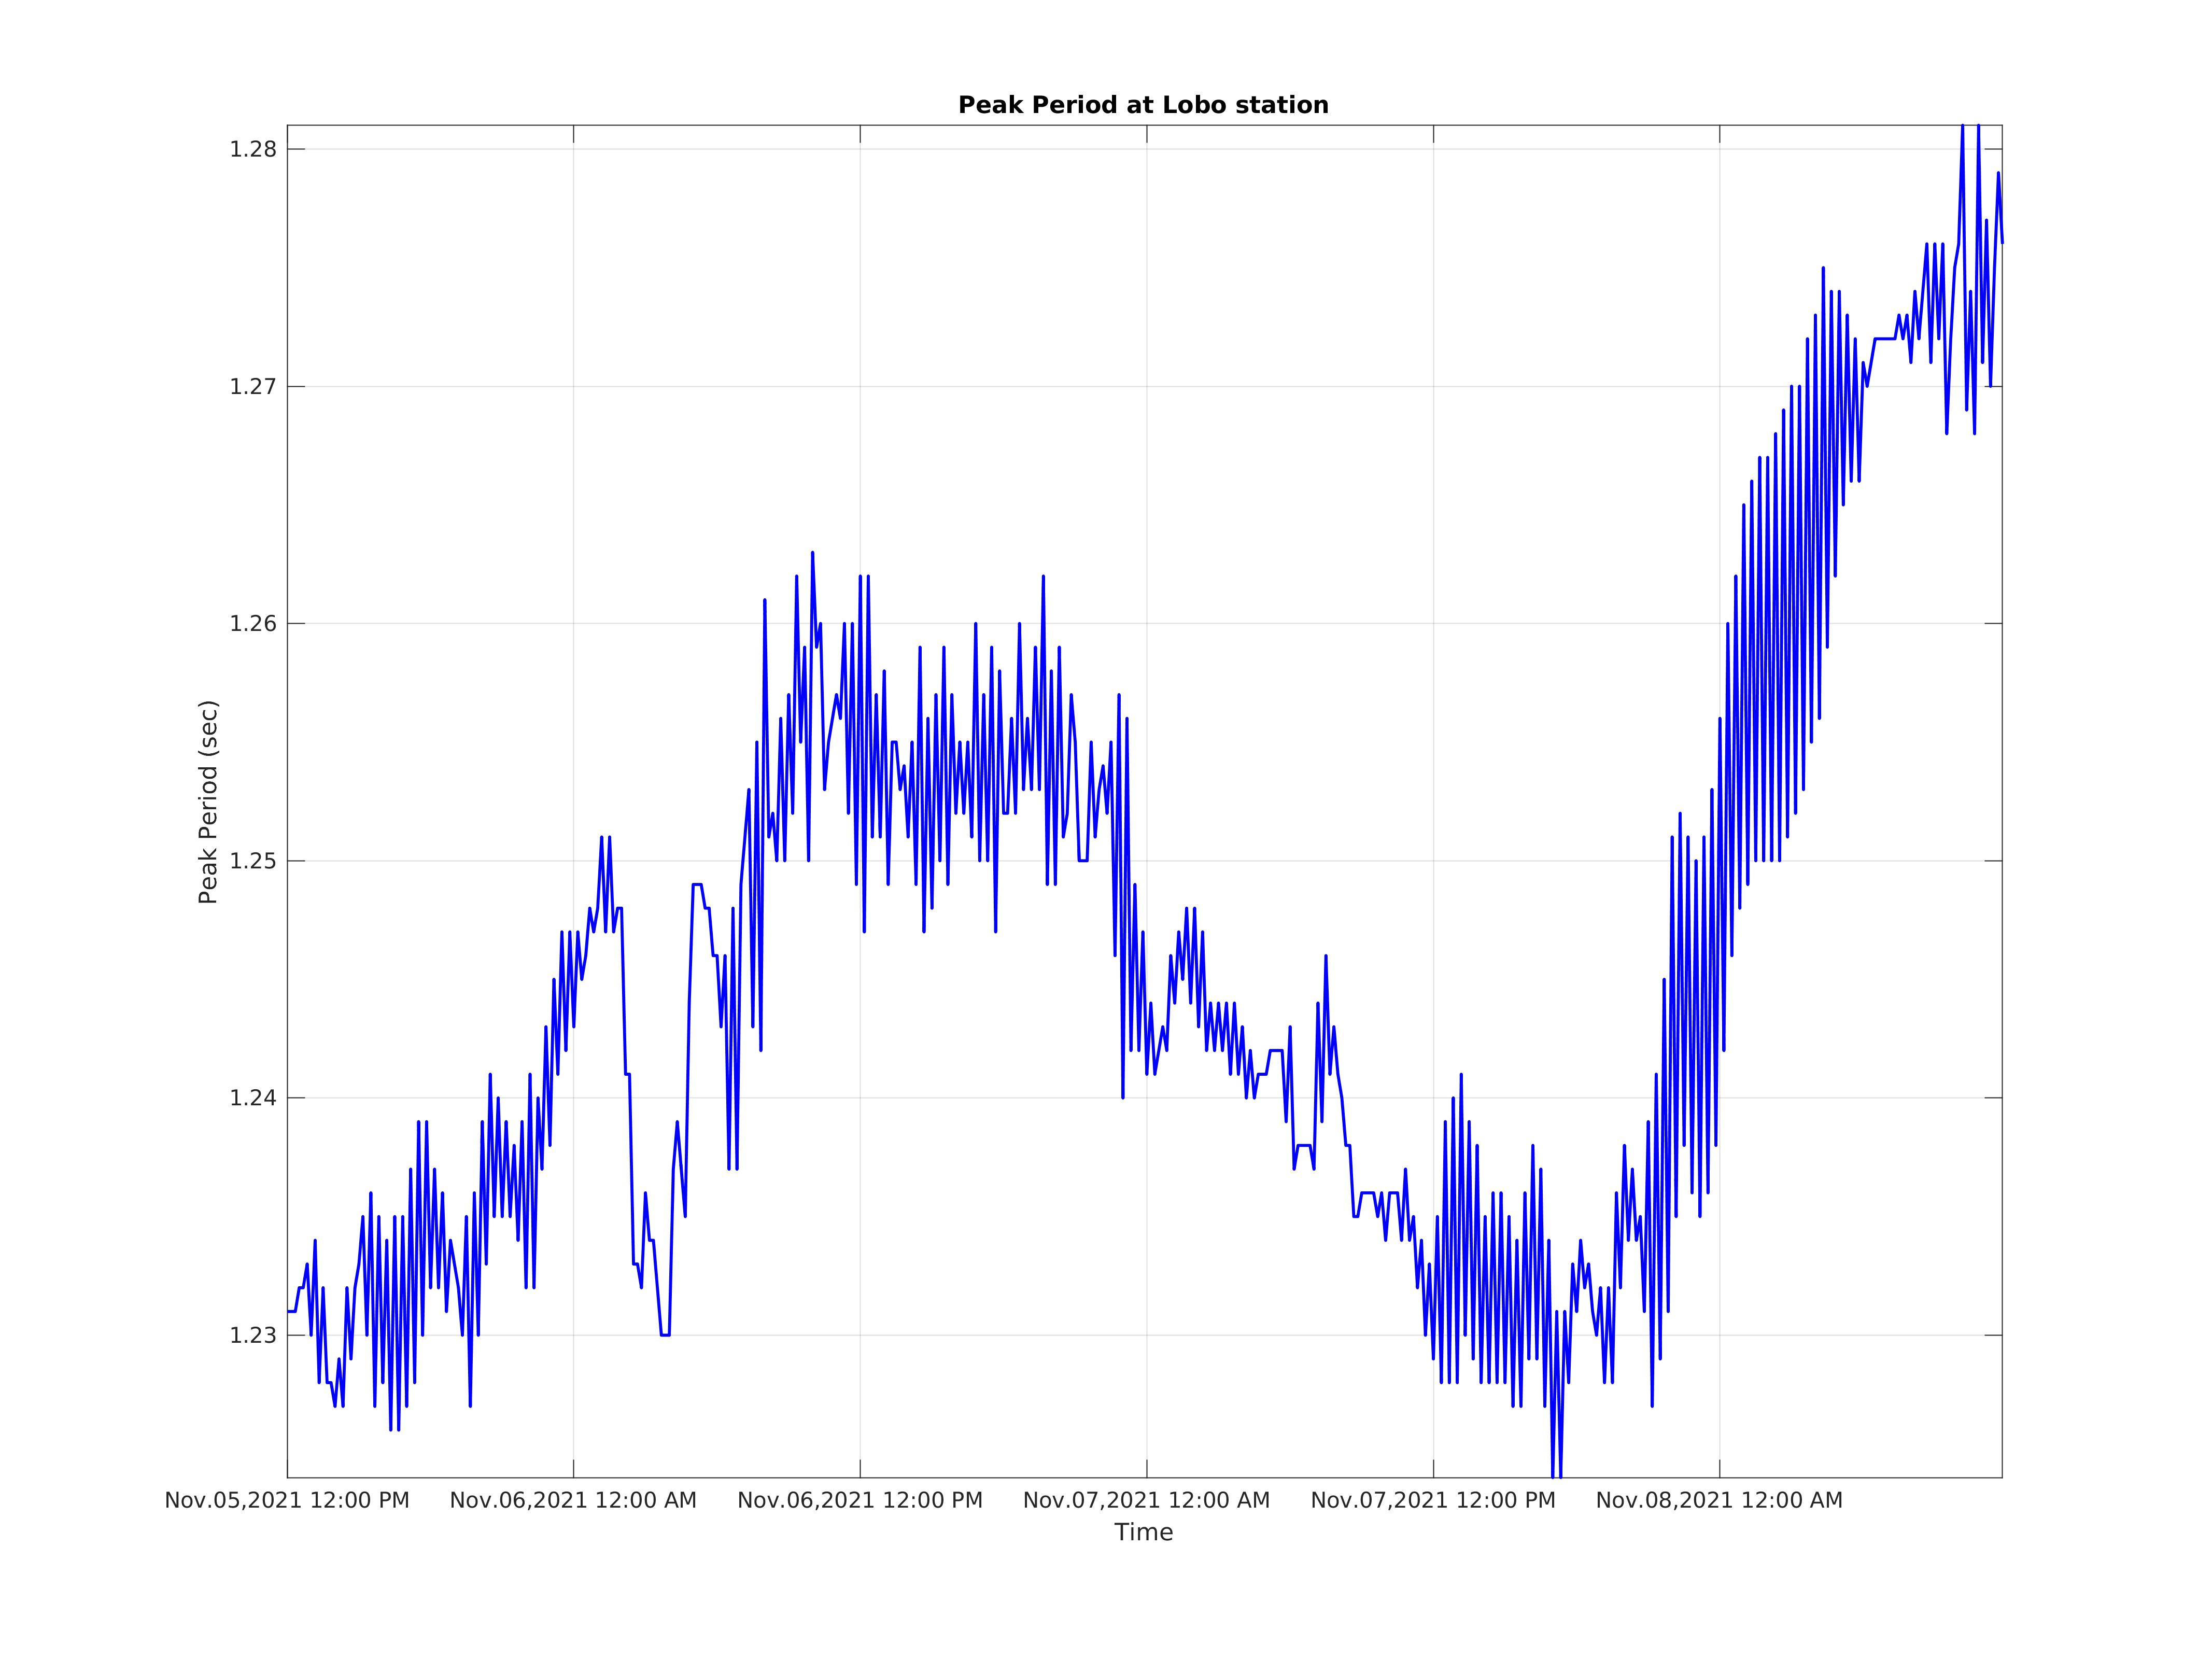 Peak Period at Lobo station
1.28
1.27
1.26
1.25
1.24
1.23
Peak Period (sec)
Nov.05,2021 12:00 PM Nov.06,2021 12:00 AM Nov.06,2021 12:00 PM Nov.07,2021 12:00 AM Nov.07,2021 12:00 PM Nov.08,2021 12:00 AM
Time